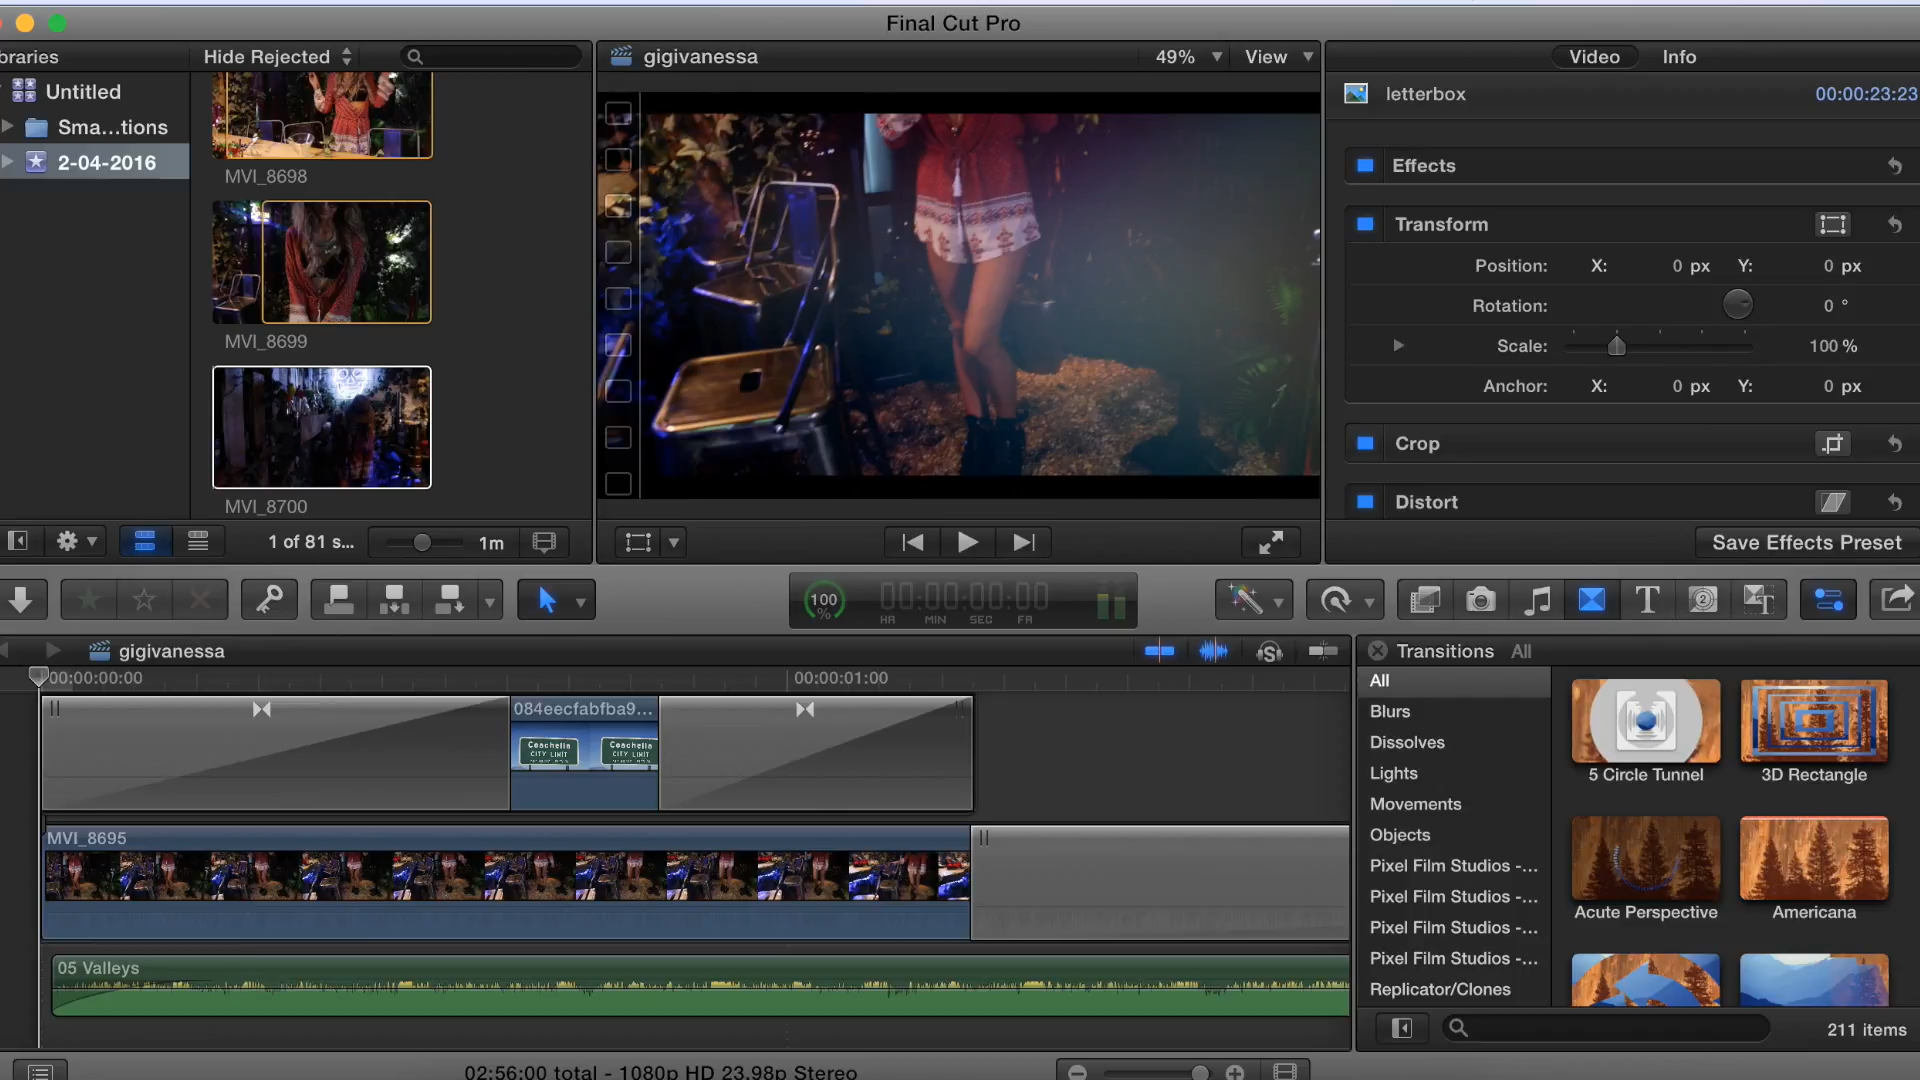 Final Cut Pro
braries
Hide Rejected
gigivanessa
49%
View
Video
Info
Untitled
Sma...tions
2-04-2016
MVI_8698
MVI_8699
MVI_8700
letterbox
00:00:23:23
Effects
Transform
Position: X: 0 px Y: 0 px
Rotation: 0 °
Scale: 100 %
Anchor: X: 0 px Y: 0 px
Crop
Distort
1 of 81 s...
1m
Save Effects Preset
100
%
00:00:00:00
HR MIN SEC FR
T
2
T
gigivanessa
S
Transitions All
00:00:00:00
00:00:01:00
084eecfabfba9...
Coachella
CITY LIMIT
Coachella
CITY LIMIT
MVI_8695
05 Valleys
All
Blurs
Dissolves
Lights
Movements
Objects
Pixel Film Studios -...
Pixel Film Studios -...
Pixel Film Studios -...
Pixel Film Studios -...
Replicator/Clones
5 Circle Tunnel
3D Rectangle
Acute Perspective
Americana
211 items
02:56:00 total - 1080p HD 23.98p Stereo